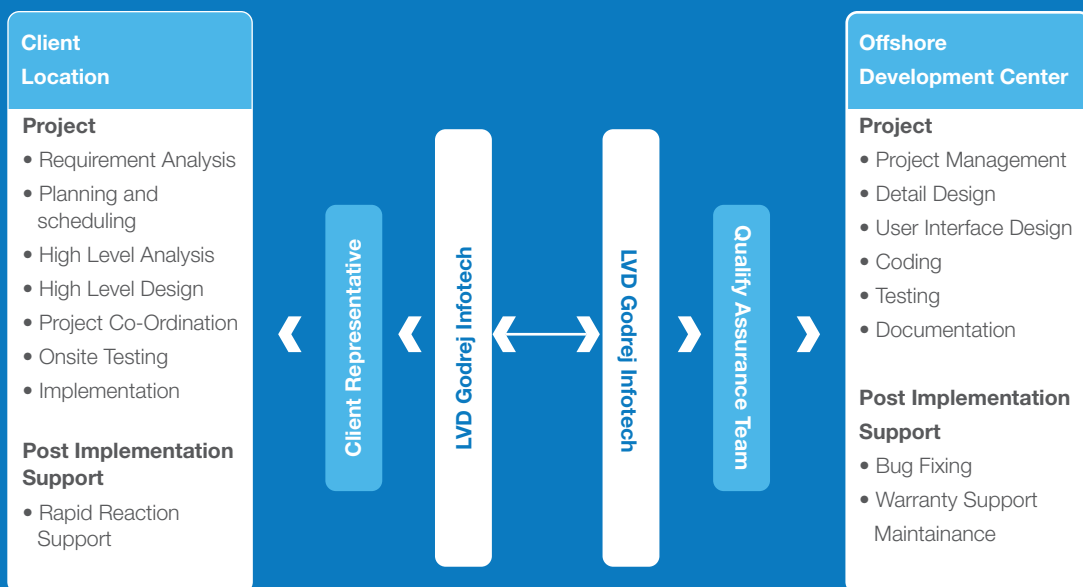 Client
Location
Project
• Requirement Analysis
• Planning and
scheduling
• High Level Analysis
• High Level Design
• Project Co-Ordination
• Onsite Testing
• Implementation
Post Implementation
Support
• Rapid Reaction
Support
Client Representative
LVD Godrej Infotech
LVD Godrej Infotech
Qualify Assurance Team
Offshore
Development Center
Project
• Project Management
• Detail Design
• User Interface Design
• Coding
• Testing
• Documentation
Post Implementation
Support
• Bug Fixing
• Warranty Support
Maintainance